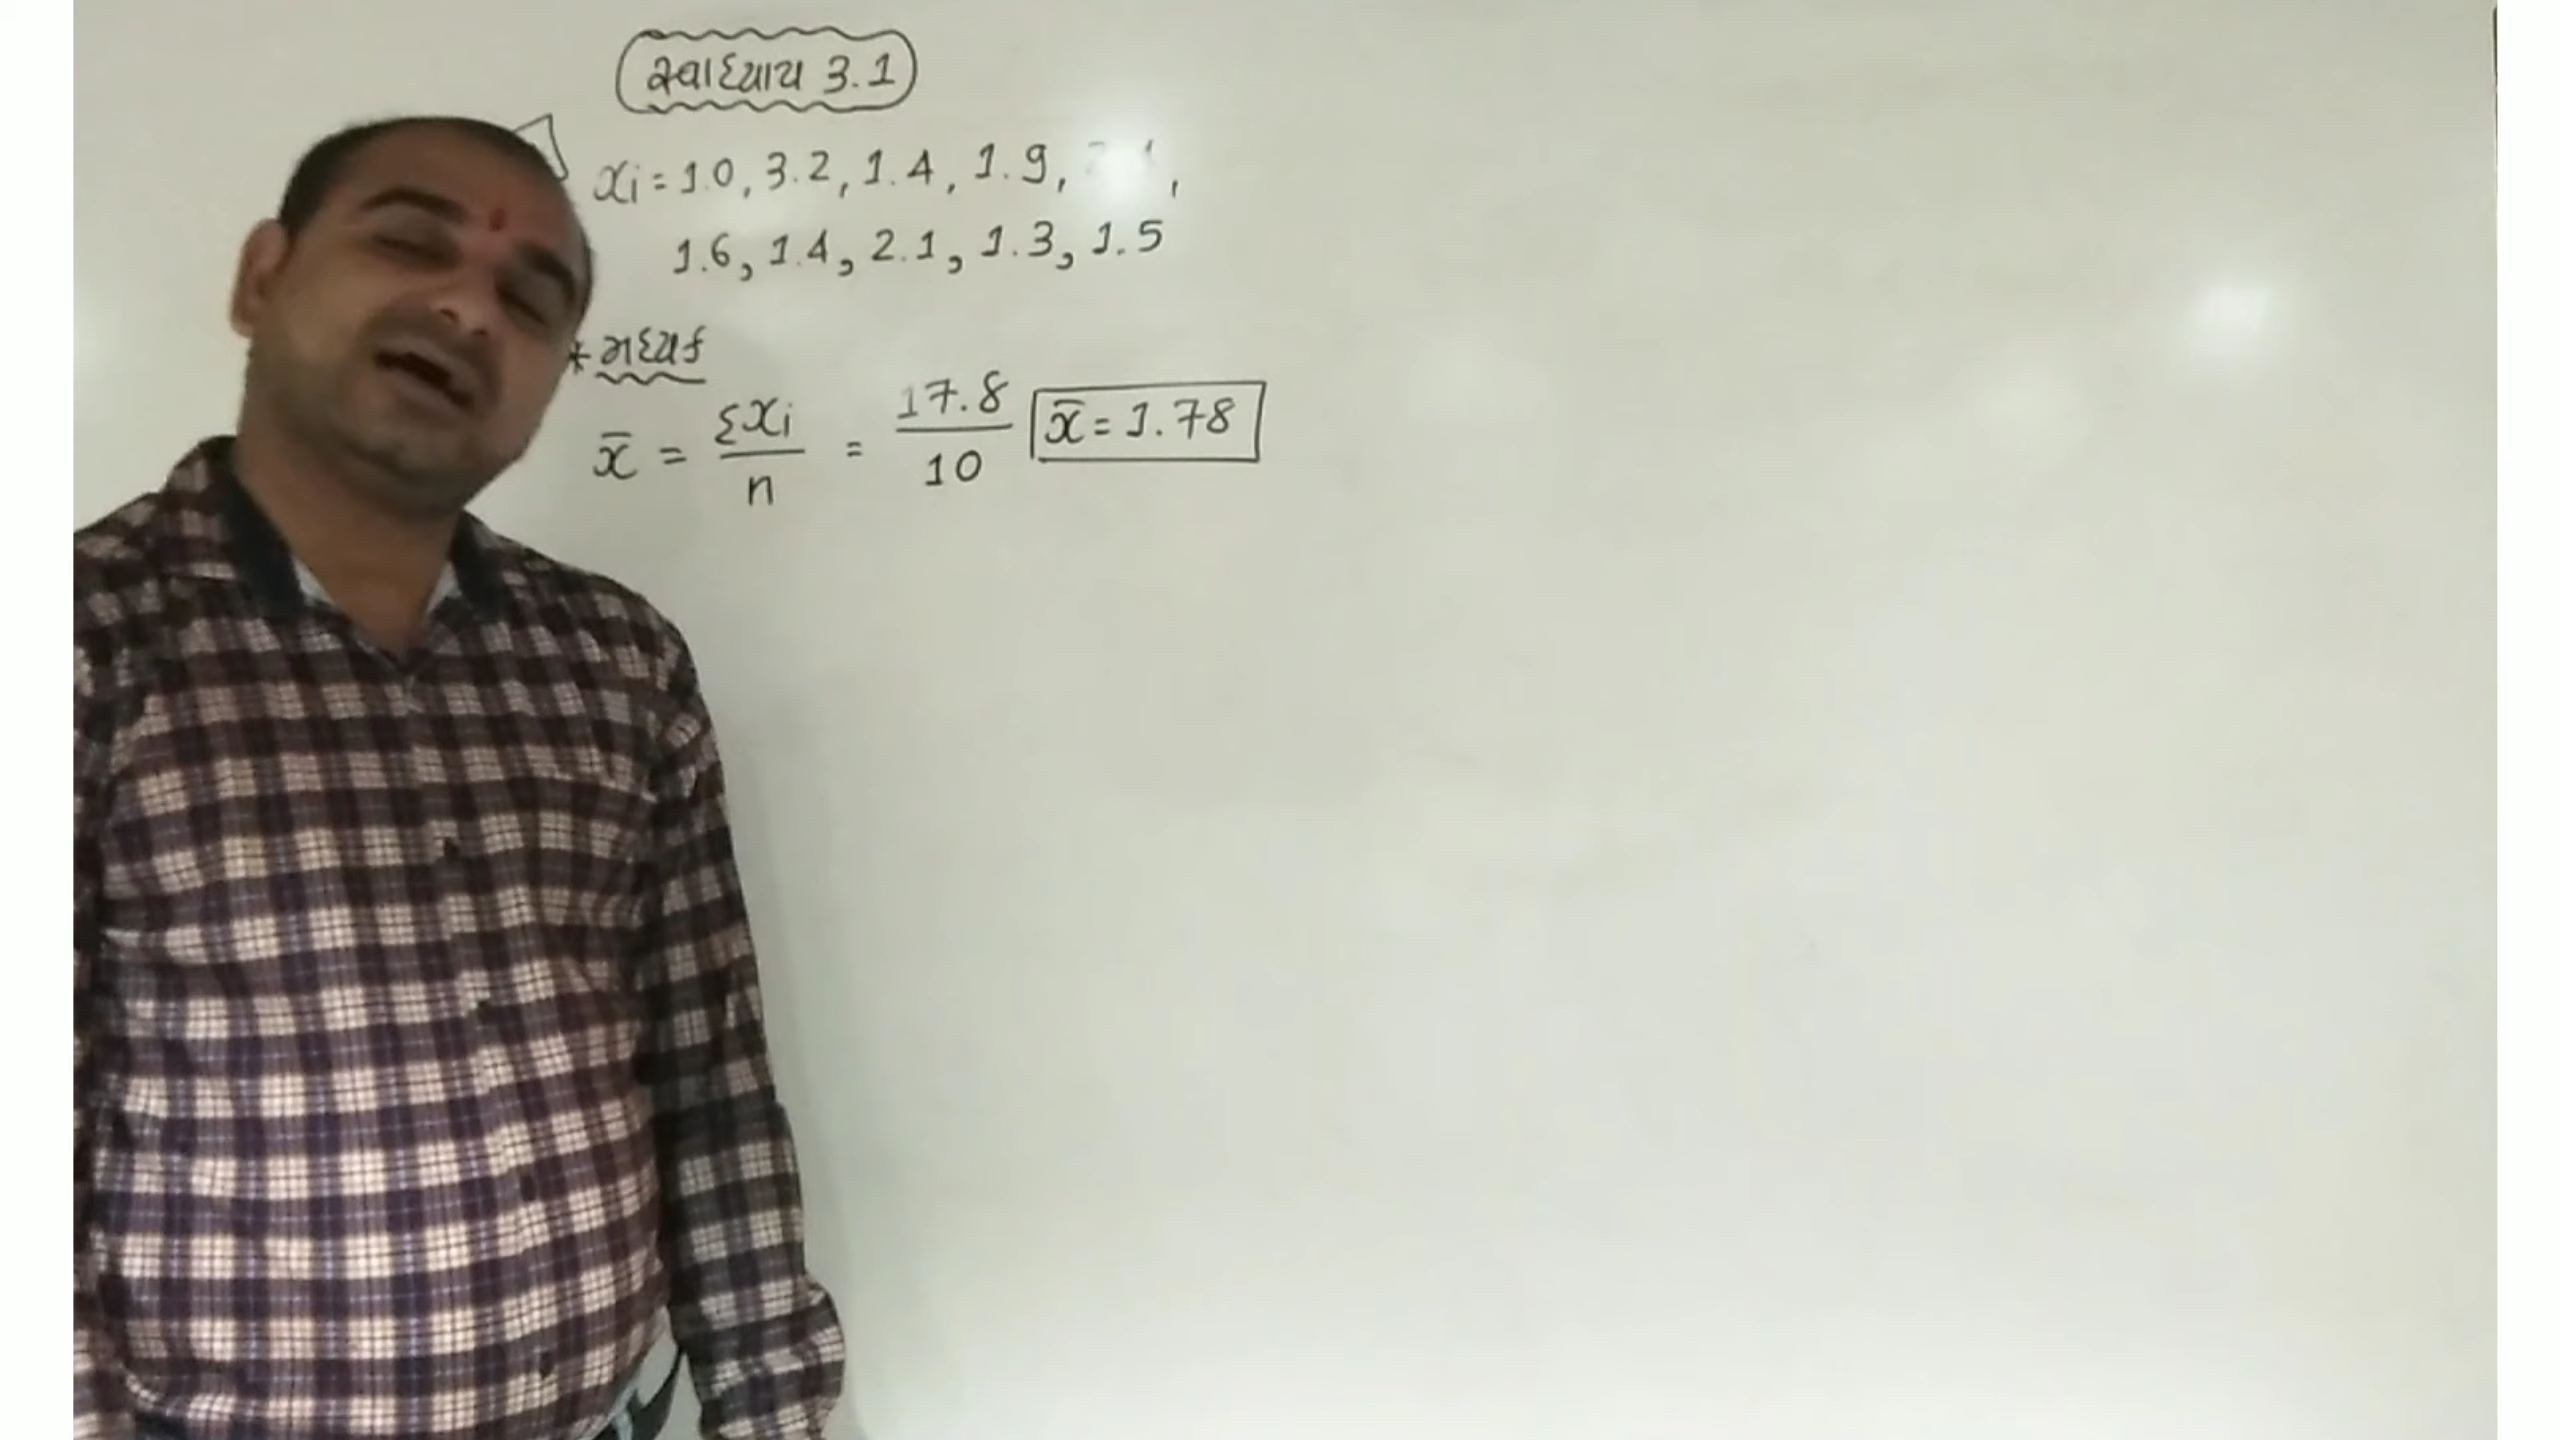 સ્વાધ્યાય 3.1
xi = 1.0, 3.2, 1.4, 1.9, ,
1.6, 1.4, 2.1, 1.3, 1.5
* મધ્યક
x̄ = Σxi / n = 17.8 / 10 x̄ = 1.78